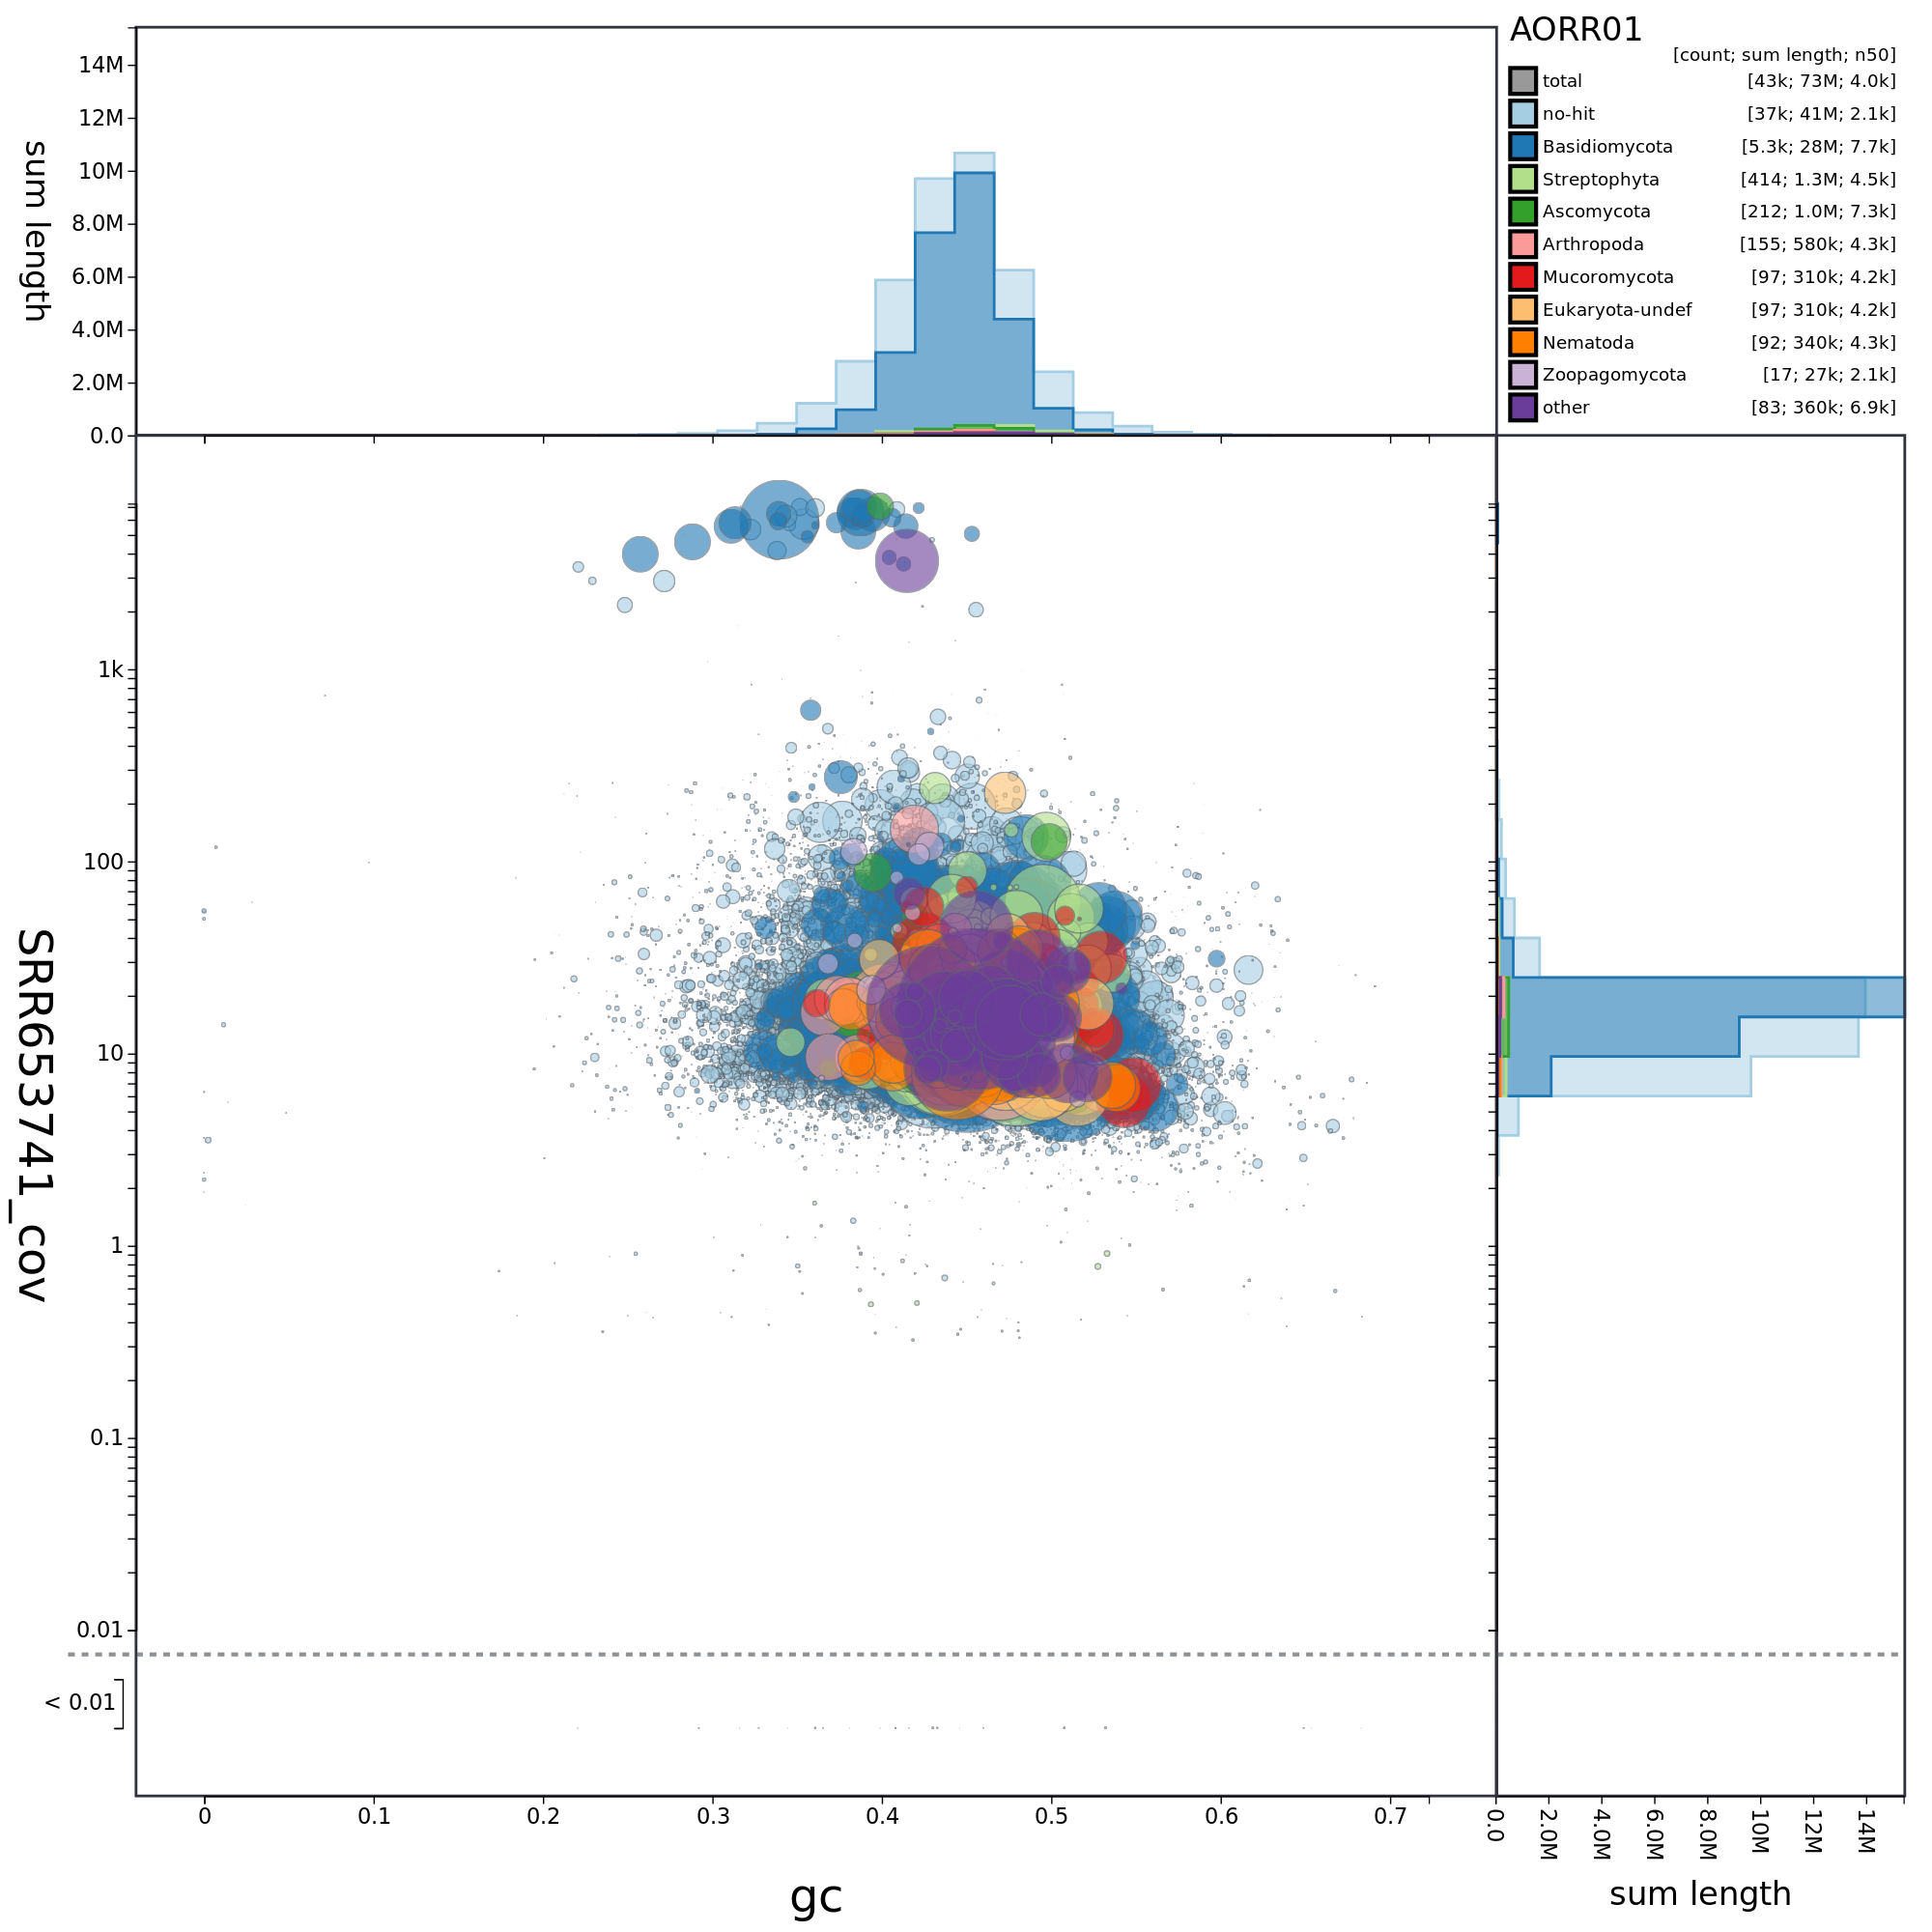 AORR01
[count; sum length; n50]
total [43k; 73M; 4.0k]
no-hit [37k; 41M; 2.1k]
Basidiomycota [5.3k; 28M; 7.7k]
Streptophyta [414; 1.3M; 4.5k]
Ascomycota [212; 1.0M; 7.3k]
Arthropoda [155; 580k; 4.3k]
Mucoromycota [97; 310k; 4.2k]
Eukaryota-undef [97; 310k; 4.2k]
Nematoda [92; 340k; 4.3k]
Zoopagomycota [17; 27k; 2.1k]
other [83; 360k; 6.9k]
sum length
14M
12M
10M
8.0M
6.0M
4.0M
2.0M
0.0
SRR653741_cov
1k
100
10
1
0.1
0.01
< 0.01
0 0.1 0.2 0.3 0.4 0.5 0.6 0.7
gc
0.0 2.0M 4.0M 6.0M 8.0M 10M 12M 14M
sum length